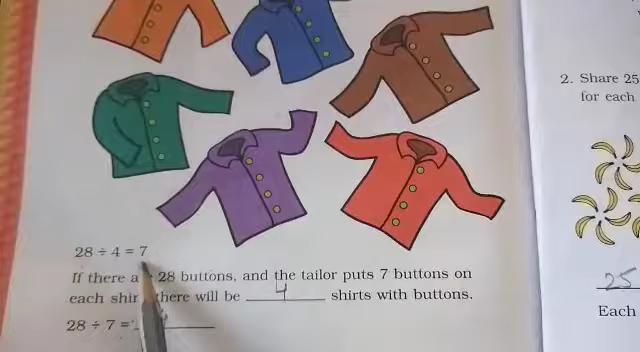 28 ÷ 4 = 7
If there a 28 buttons, and the tailor puts 7 buttons on
each shir there will be 4 shirts with buttons.
28 ÷ 7 =
2. Share 25
for each
25
Each